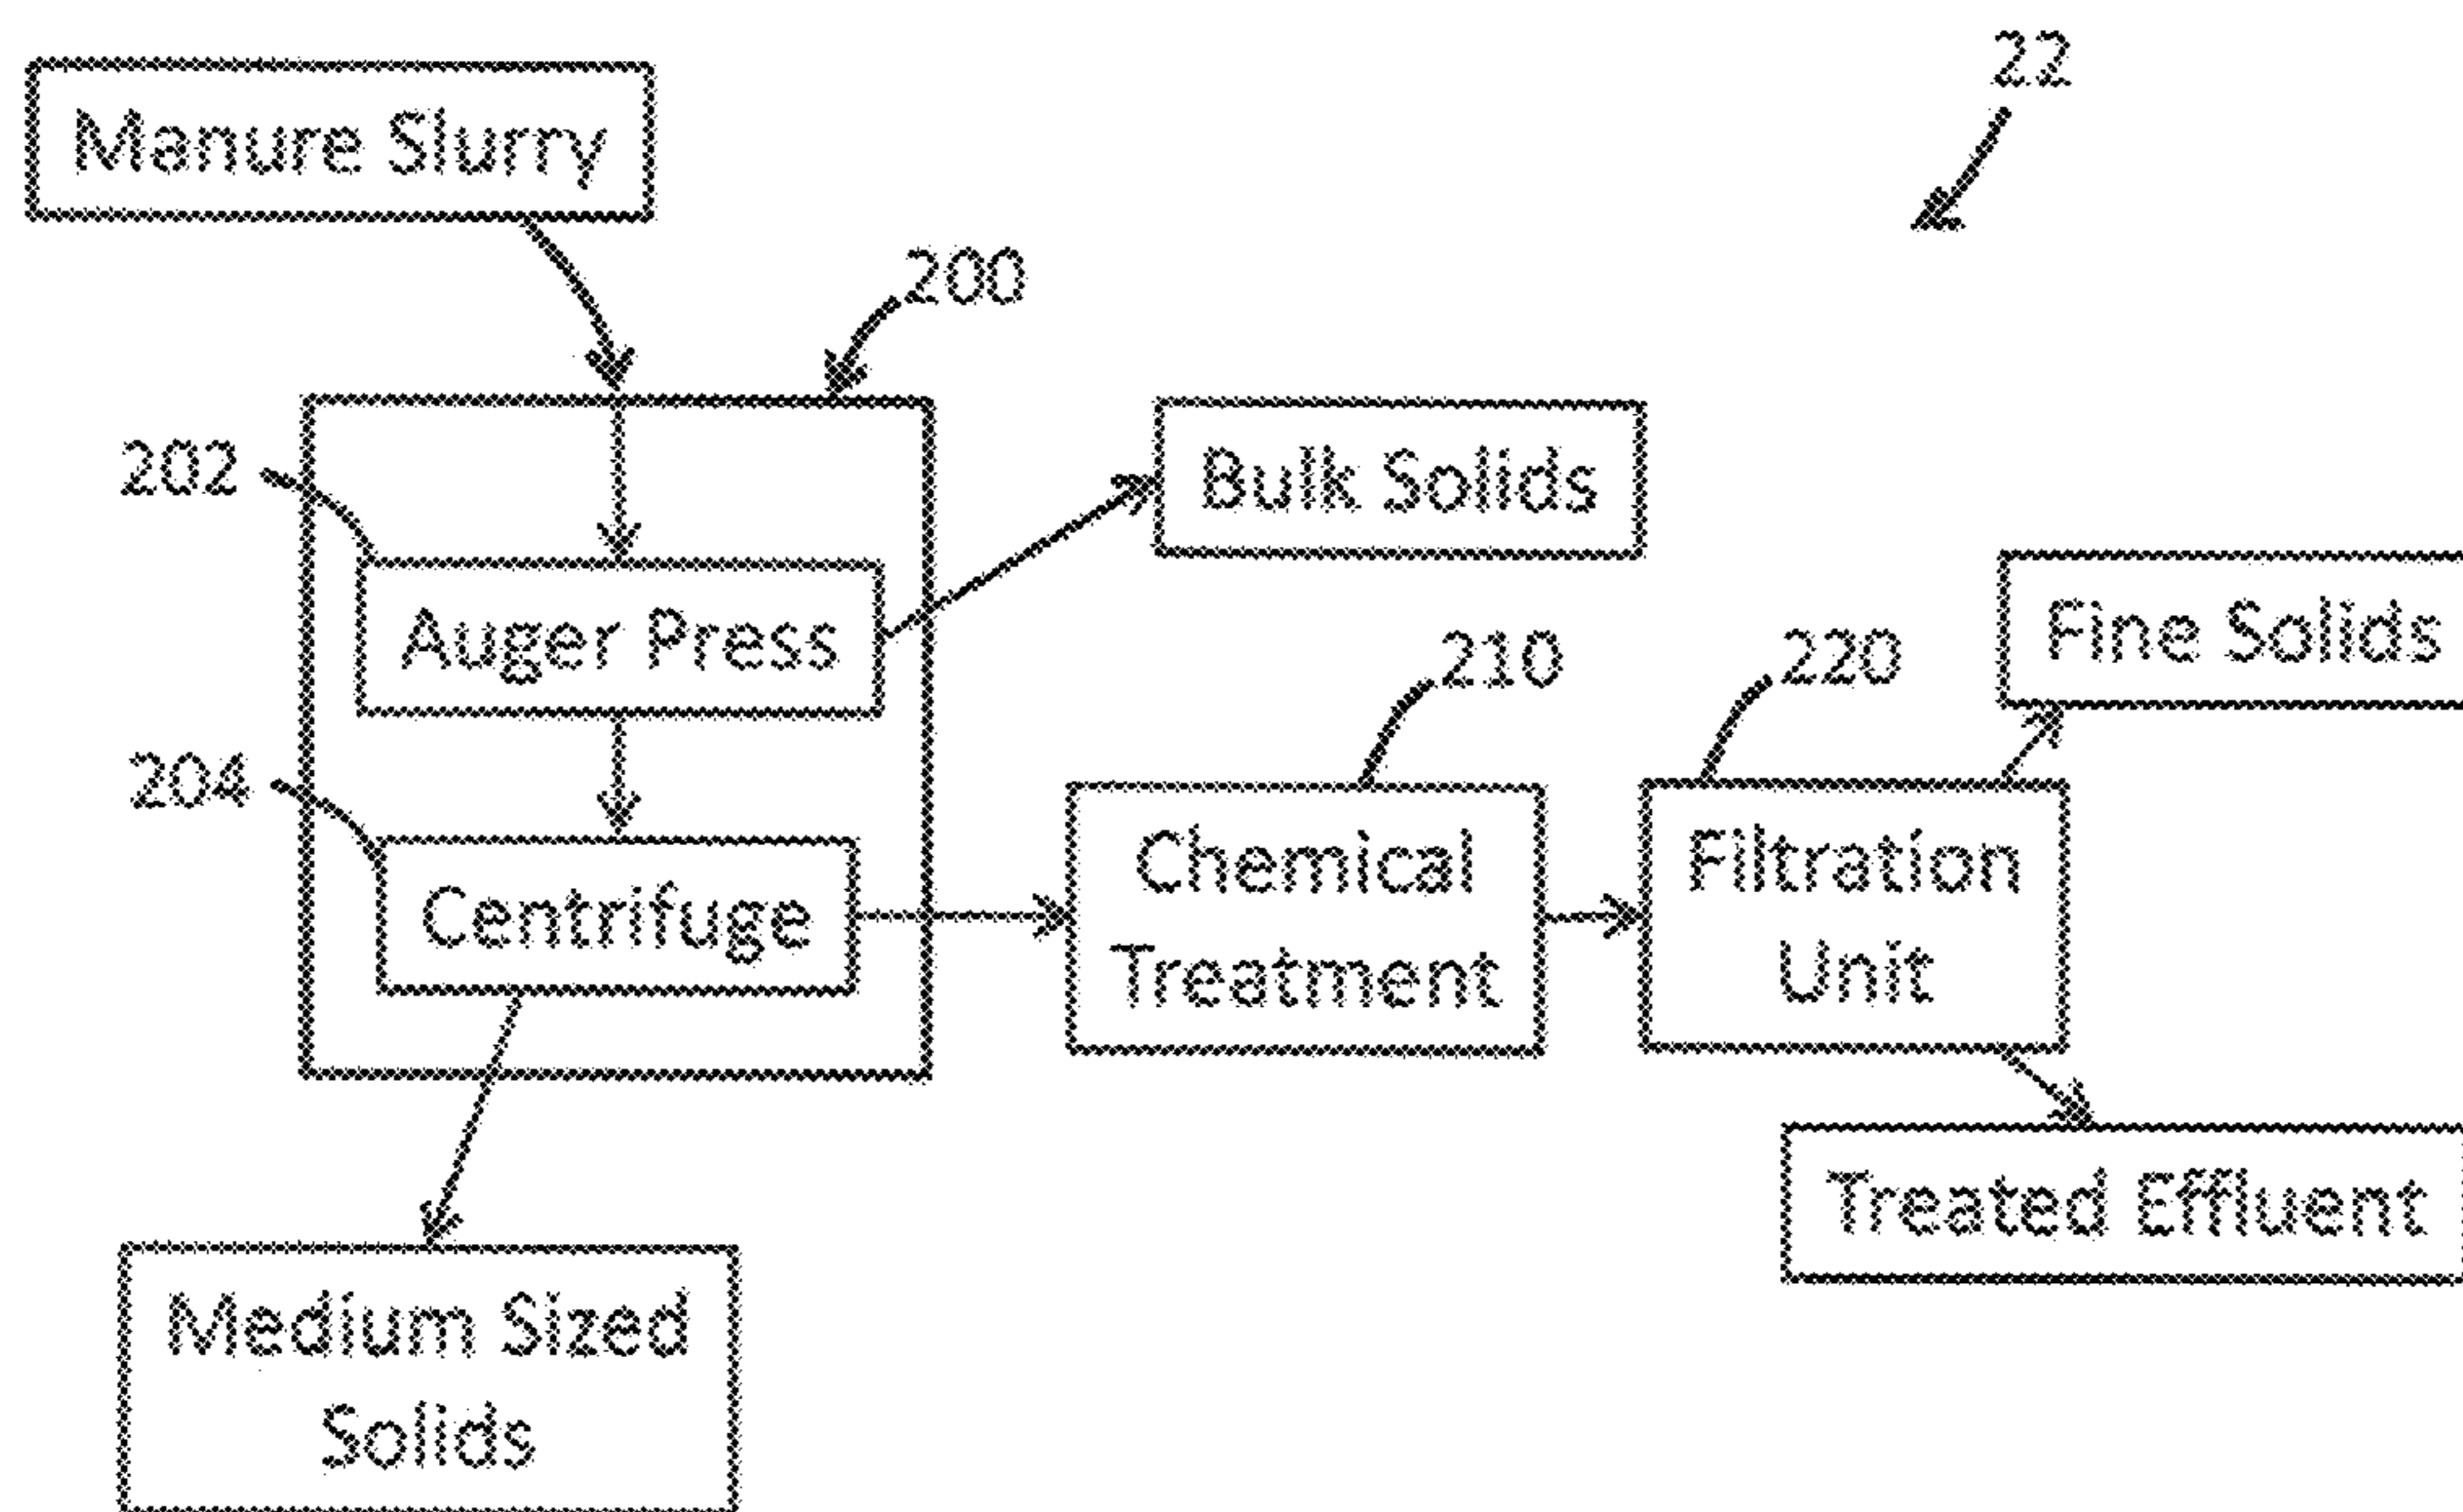 22
Manure Slurry
200
202
Bulk Solids
Auger Press
Fine Solids
210
220
204
Chemical
Treatment
Filtration
Unit
Centrifuge
Treated Effluent
Medium Sized
Solids